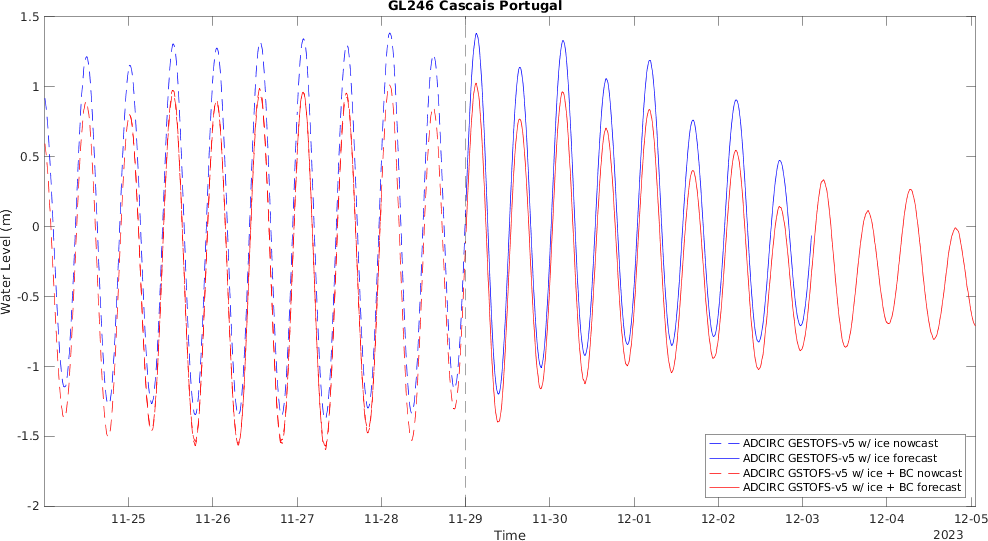 GL246 Cascais Portugal
1.5
1
0.5
0
-0.5
-1
-1.5
-2
Water Level (m)
11-25 11-26 11-27 11-28 11-29 11-30 12-01 12-02 12-03 12-04 12-05
Time
2023
ADCIRC GESTOFS-v5 w/ ice nowcast
ADCIRC GESTOFS-v5 w/ ice forecast
ADCIRC GSTOFS-v5 w/ ice + BC nowcast
ADCIRC GSTOFS-v5 w/ ice + BC forecast